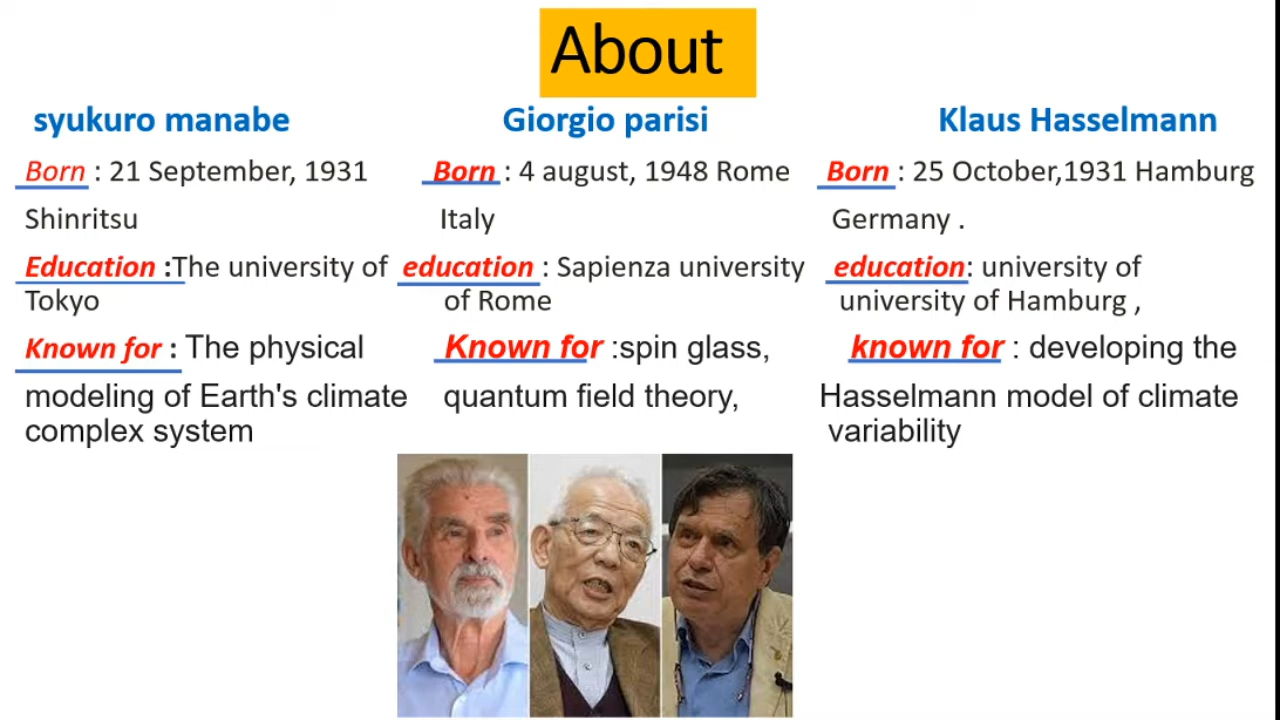 About
syukuro manabe
Born : 21 September, 1931
Shinritsu
Education :The university of
Tokyo
Known for : The physical
modeling of Earth's climate
complex system
Giorgio parisi
Born : 4 august, 1948 Rome
Italy
education : Sapienza university
of Rome
Known for :spin glass,
quantum field theory,
Klaus Hasselmann
Born : 25 October,1931 Hamburg
Germany .
education: university of
university of Hamburg ,
known for : developing the
Hasselmann model of climate
variability